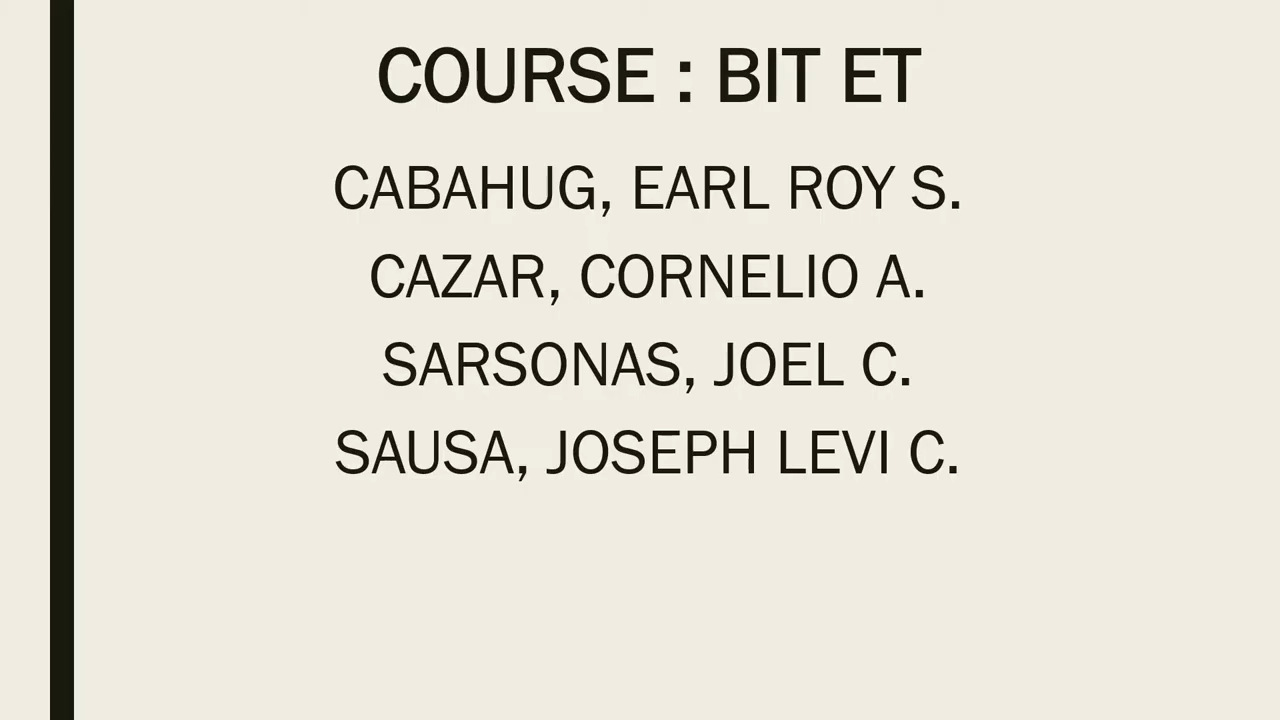 COURSE : BIT ET
CABAHUG, EARL ROY S.
CAZAR, CORNELIO A.
SARSONAS, JOEL C.
SAUSA, JOSEPH LEVI C.